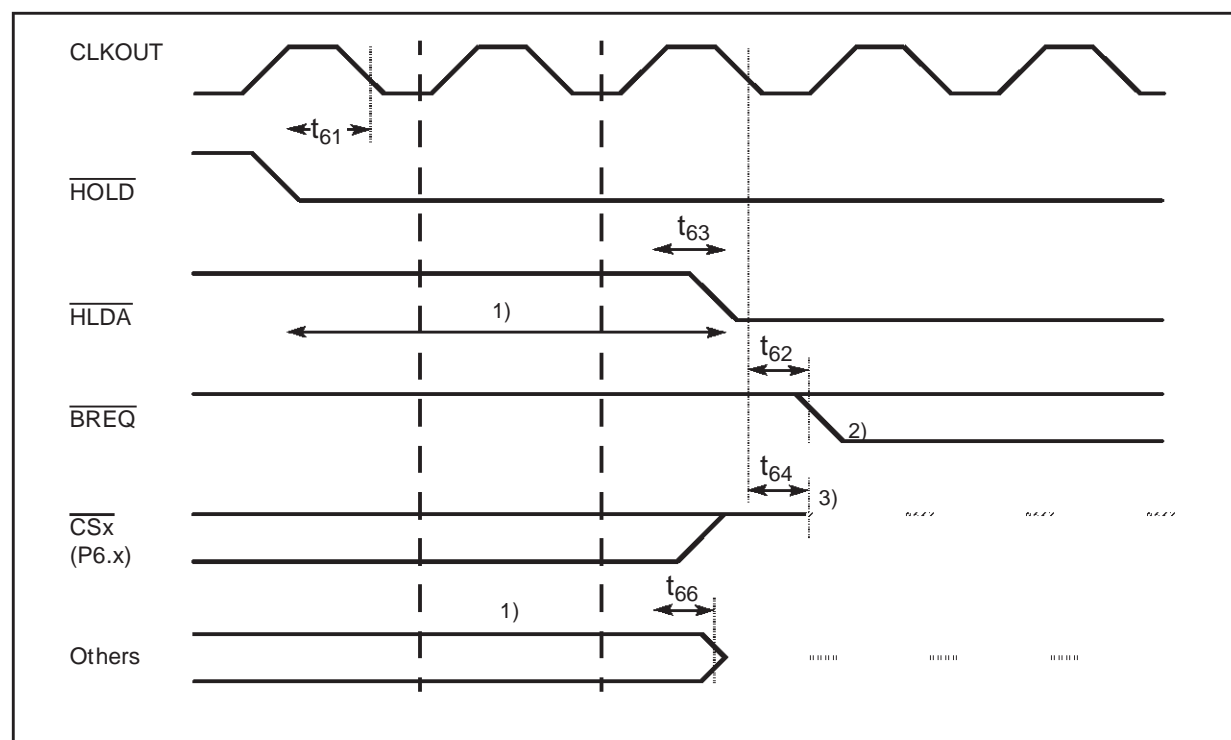 CLKOUT
t61
HOLD
t63
HLDA
1)
t62
BREQ
2)
t64
3)
CSx
(P6.x)
t66
1)
Others